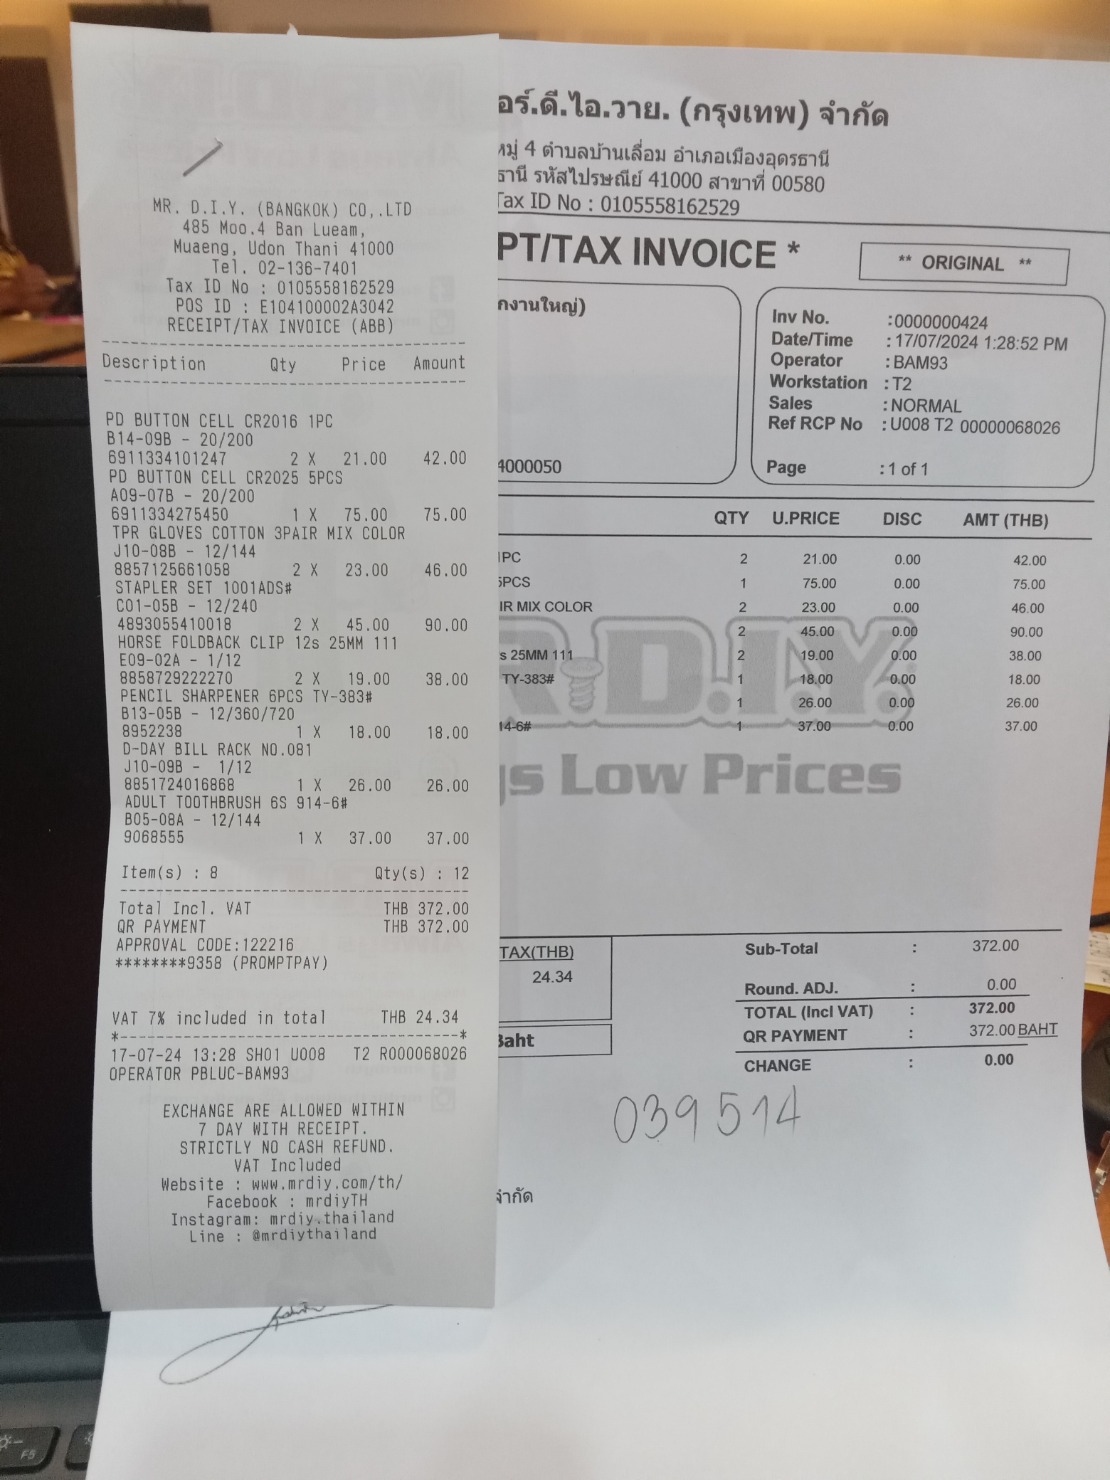 MR. D.I.Y. (BANGKOK) CO,.LTD
485 Moo.4 Ban Lueam,
Muaeng, Udon Thani 41000
Tel. 02-136-7401
Tax ID No : 0105558162529
POS ID : E104100002A3042
RECEIPT/TAX INVOICE (ABB)
Description Qty Price Amount
PD BUTTON CELL CR2016 1PC
B14-09B - 20/200
6911334101247 2 X 21.00 42.00
PD BUTTON CELL CR2025 5PCS
A09-07B - 20/200
6911334275450 1 X 75.00 75.00
TPR GLOVES COTTON 3PAIR MIX COLOR
J10-08B - 12/144
8857125661058 2 X 23.00 46.00
STAPLER SET 1001ADS#
C01-05B - 12/240
4893055410018 2 X 45.00 90.00
HORSE FOLDBACK CLIP 12s 25MM 111
E09-02A - 1/12
8858729222270 2 X 19.00 38.00
PENCIL SHARPENER 6PCS TY-383#
B13-05B - 12/360/720
8952238 1 X 18.00 18.00
D-DAY BILL RACK NO.081
J10-09B - 1/12
8851724016868 1 X 26.00 26.00
ADULT TOOTHBRUSH 6S 914-6#
B05-08A - 12/144
9068555 1 X 37.00 37.00
Item(s) : 8 Qty(s) : 12
Total Incl. VAT THB 372.00
QR PAYMENT THB 372.00
APPROVAL CODE:122216
********9358 (PROMPTPAY)
VAT 7% included in total THB 24.34
17-07-24 13:28 SH01 U008 T2 R000068026
OPERATOR PBLUC-BAM93
EXCHANGE ARE ALLOWED WITHIN
7 DAY WITH RECEIPT.
STRICTLY NO CASH REFUND.
VAT Included
Website : www.mrdiy.com/th/
Facebook : mrdiyTH
Instagram: mrdiy.thailand
Line : @mrdiythailand
อร์.ดี.ไอ.วาย. (กรุงเทพ) จำกัด
หมู่ 4 ตำบลบ้านเลื่อม อำเภอเมืองอุดรธานี
ธานี รหัสไปรษณีย์ 41000 สาขาที่ 00580
Tax ID No : 0105558162529
PT/TAX INVOICE *
** ORIGINAL **
กงานใหญ่)
4000050
Inv No. :0000000424
Date/Time : 17/07/2024 1:28:52 PM
Operator : BAM93
Workstation : T2
Sales : NORMAL
Ref RCP No : U008 T2 00000068026
Page : 1 of 1
QTY U.PRICE DISC AMT (THB)
1PC 2 21.00 0.00 42.00
5PCS 1 75.00 0.00 75.00
IR MIX COLOR 2 23.00 0.00 46.00
2 45.00 0.00 90.00
s 25MM 111 2 19.00 0.00 38.00
TY-383# 1 18.00 0.00 18.00
1 26.00 0.00 26.00
14-6# 1 37.00 0.00 37.00
R.D.I.Y.
s Low Prices
TAX(THB)
24.34
Baht
Sub-Total : 372.00
Round. ADJ. : 0.00
TOTAL (Incl VAT) : 372.00
QR PAYMENT : 372.00 BAHT
CHANGE : 0.00
039514
จำกัด
F5